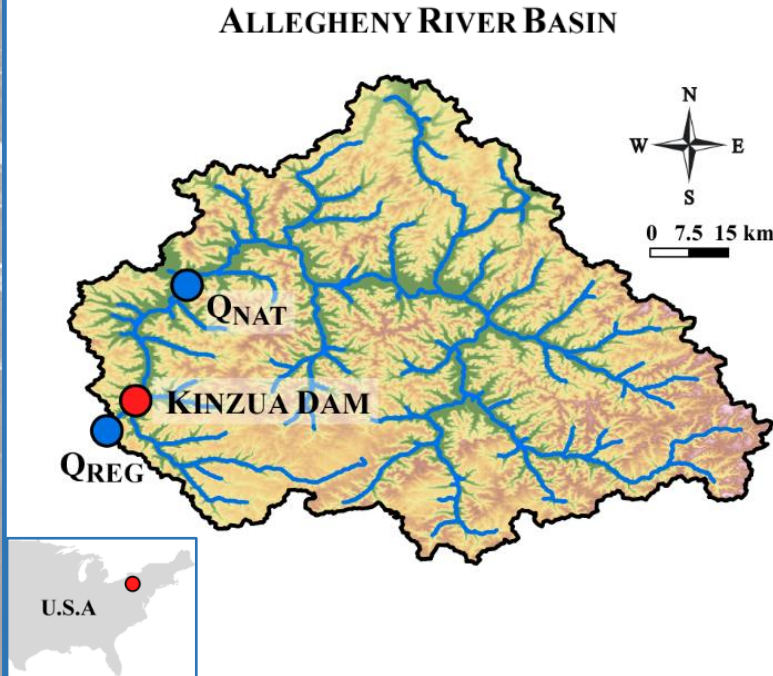 ALLEGHENY RIVER BASIN
N
W E
S
0 7.5 15 km
QNAT
KINZUA DAM
QREG
U.S.A